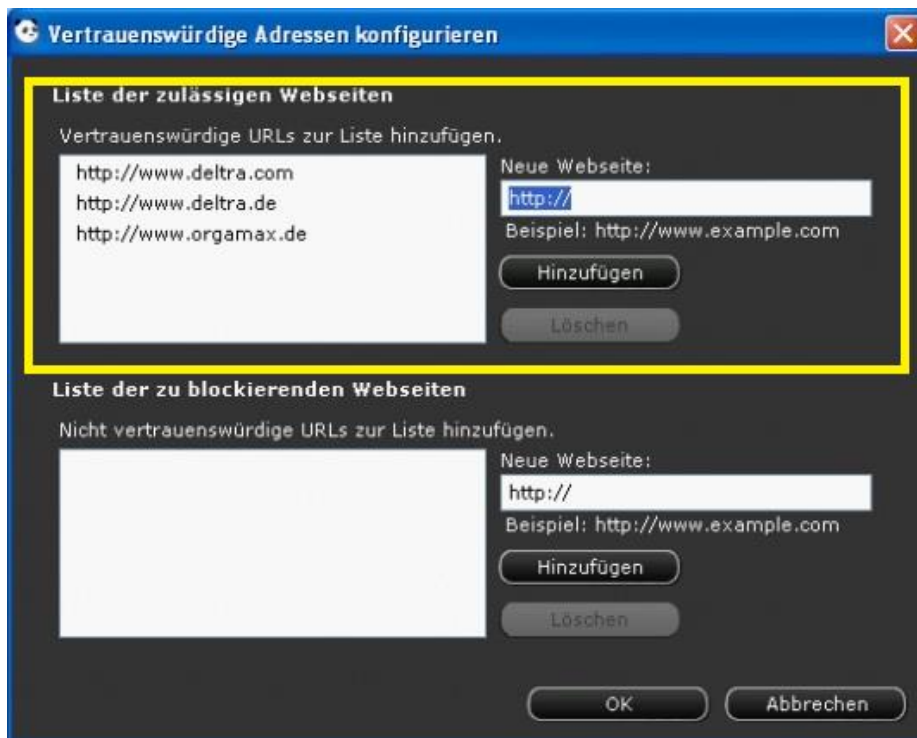 Vertrauenswürdige Adressen konfigurieren
Liste der zulässigen Webseiten
Vertrauenswürdige URLs zur Liste hinzufügen.
http://www.deltra.com
http://www.deltra.de
http://www.orgamax.de
Neue Webseite:
http://
Beispiel: http://www.example.com
Hinzufügen
Löschen
Liste der zu blockierenden Webseiten
Nicht vertrauenswürdige URLs zur Liste hinzufügen.
Neue Webseite:
http://
Beispiel: http://www.example.com
Hinzufügen
Löschen
OK
Abbrechen